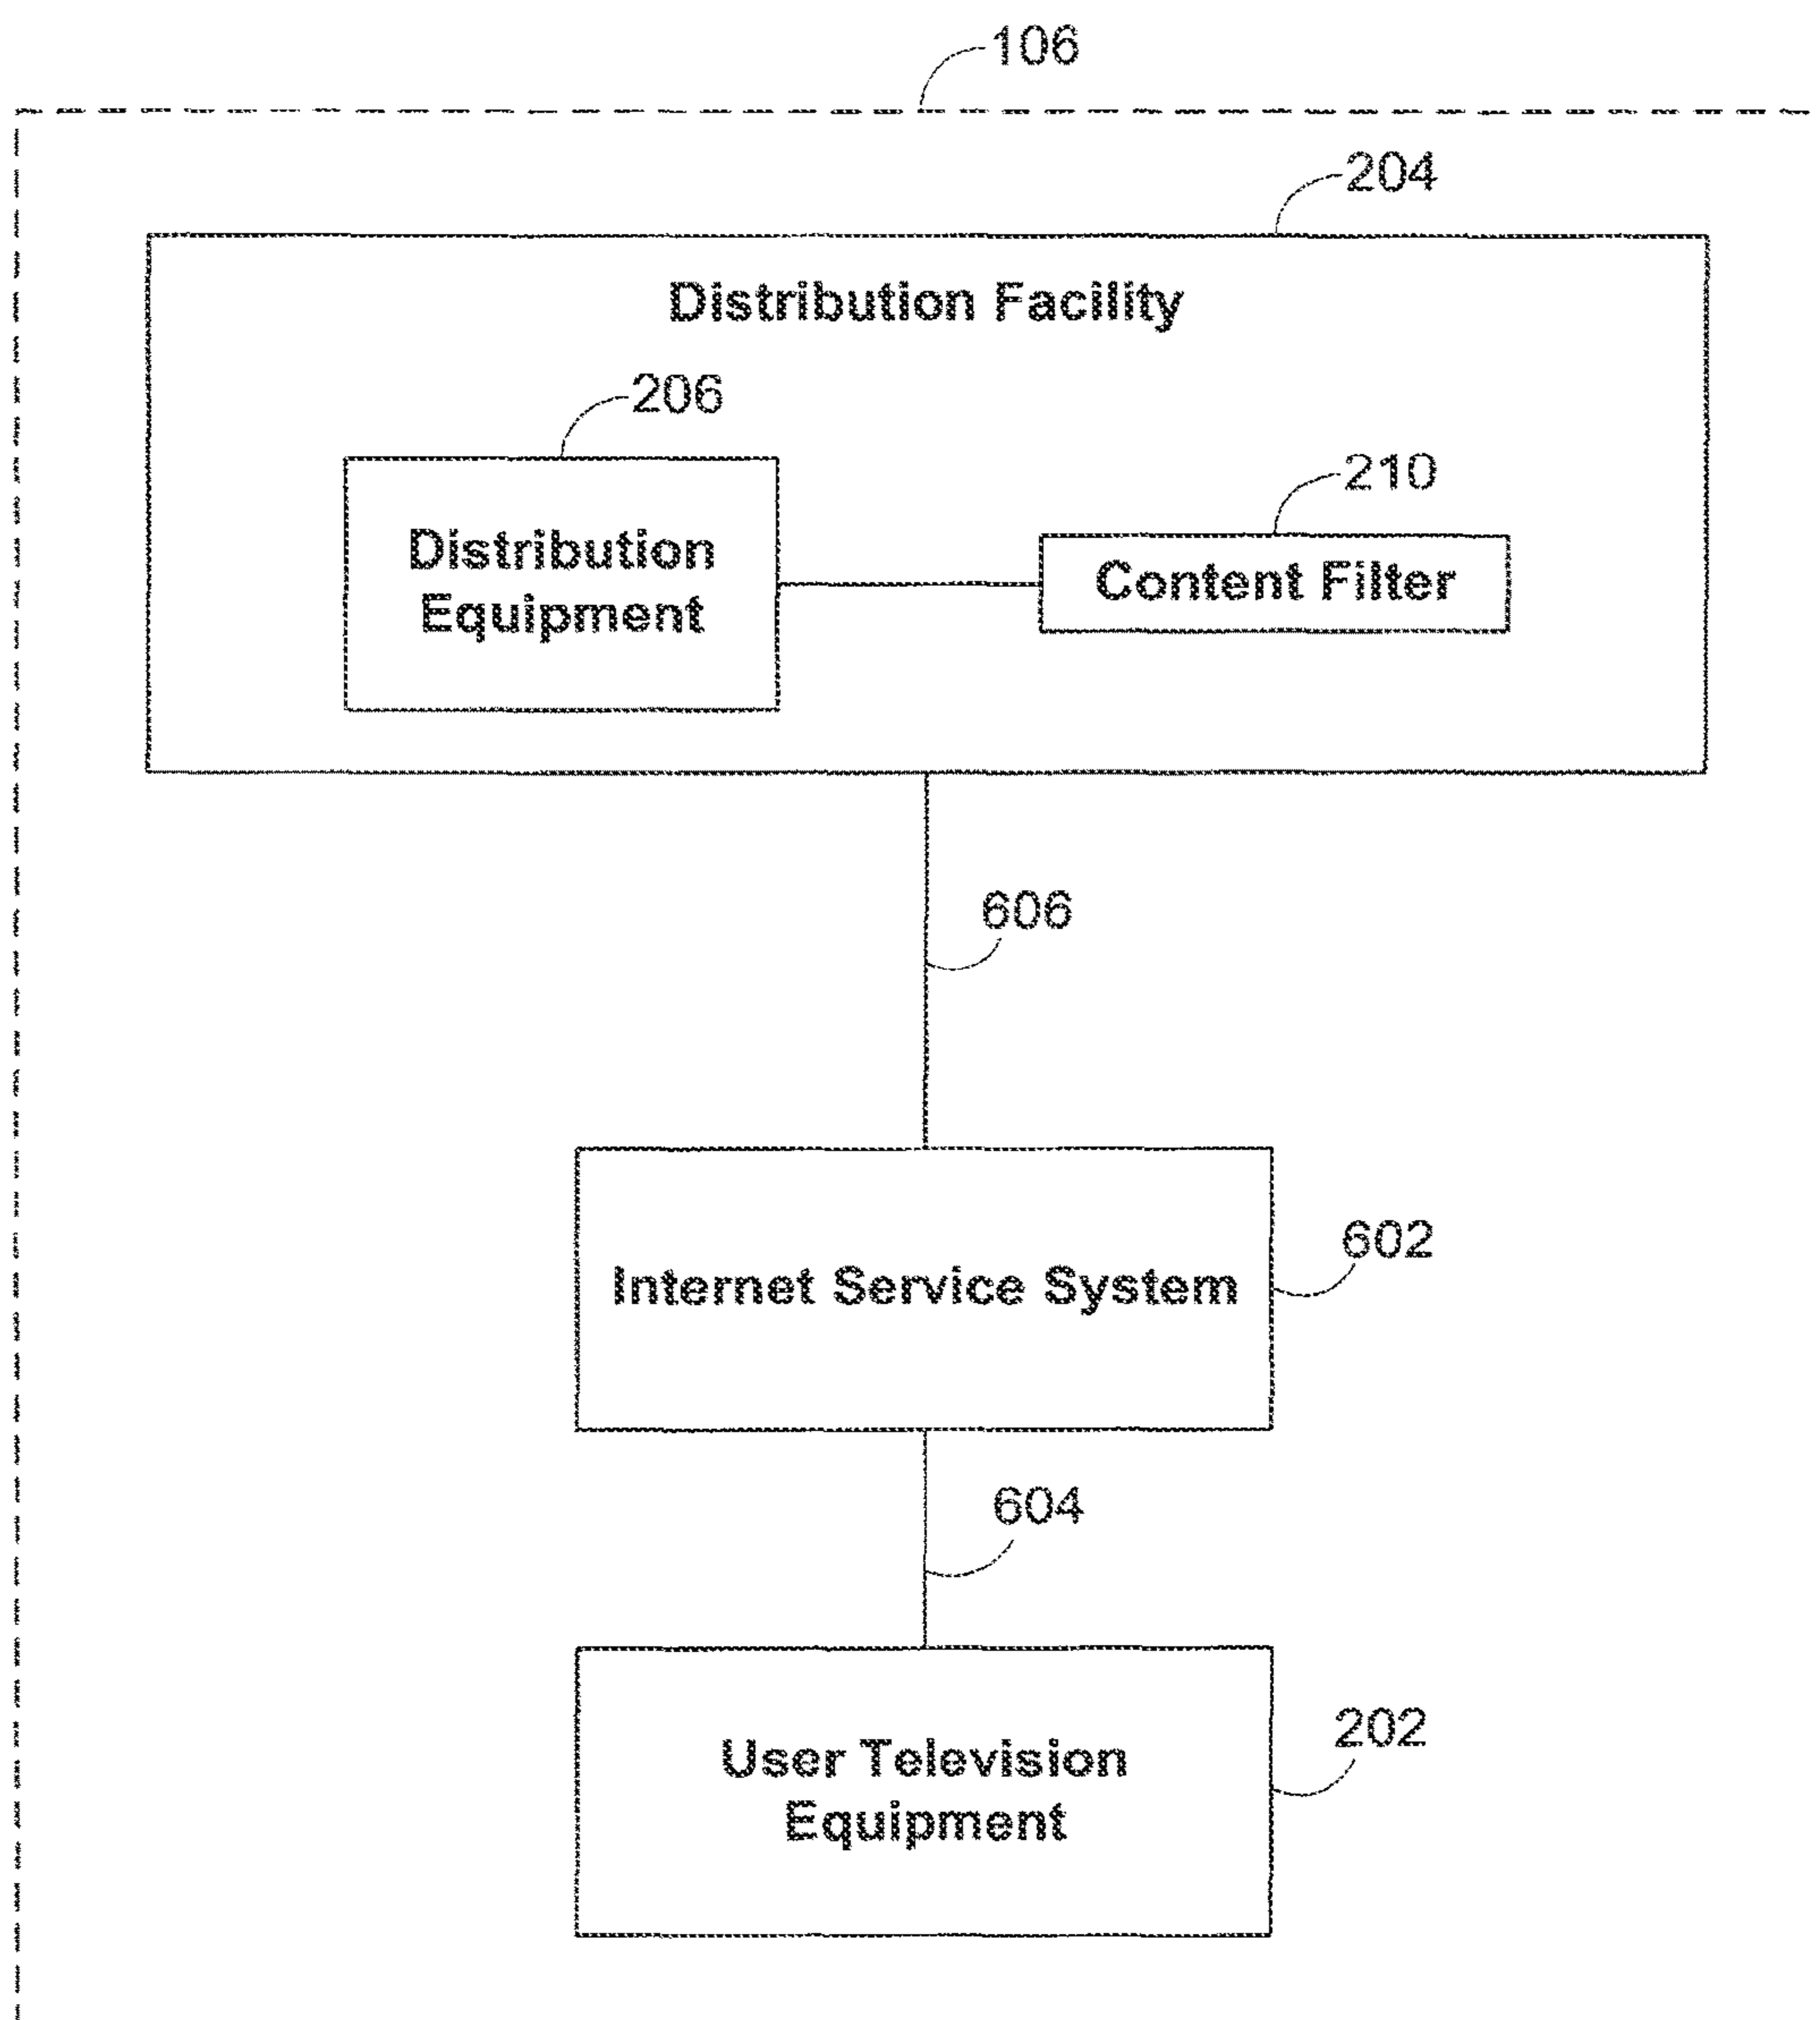 106
204
Distribution Facility
206
210
Distribution
Equipment
Content Filter
606
602
Internet Service System
604
202
User Television
Equipment